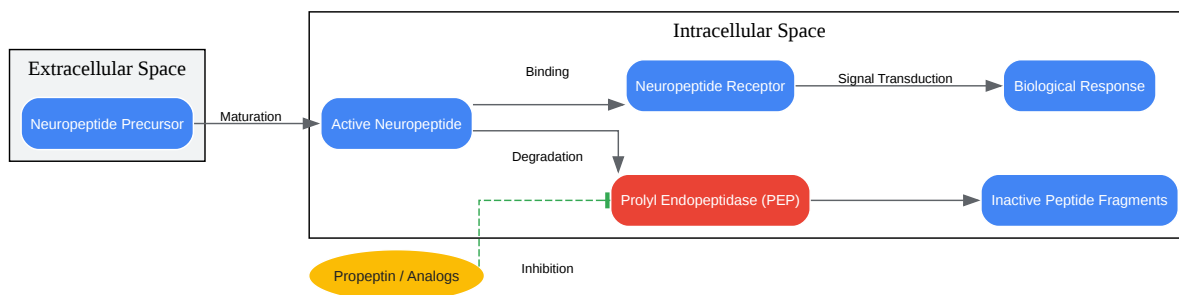 Intracellular Space
Extracellular Space
Binding
Neuropeptide Receptor
Signal Transduction
Biological Response
Neuropeptide Precursor
Maturation
Active Neuropeptide
Degradation
Prolyl Endopeptidase (PEP)
Inactive Peptide Fragments
Propeptin / Analogs
Inhibition